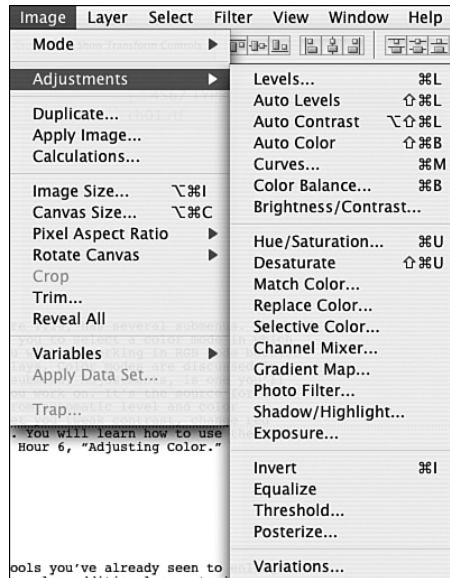 Image Layer Select Filter View Window Help
Mode
Adjustments
Duplicate...
Apply Image...
Calculations...
Image Size... ⌥⌘I
Canvas Size... ⌥⌘C
Pixel Aspect Ratio
Rotate Canvas
Crop
Trim...
Reveal All
Variables
Apply Data Set...
Trap...
Levels... ⌘L
Auto Levels ⇧⌘L
Auto Contrast ⌥⇧⌘L
Auto Color ⇧⌘B
Curves... ⌘M
Color Balance... ⌘B
Brightness/Contrast...
Hue/Saturation... ⌘U
Desaturate ⇧⌘U
Match Color...
Replace Color...
Selective Color...
Channel Mixer...
Gradient Map...
Photo Filter...
Shadow/Highlight...
Exposure...
Invert ⌘I
Equalize
Threshold...
Posterize...
Variations...
. You will learn how to use
Hour 6, “Adjusting Color.”
ools you’ve already seen to